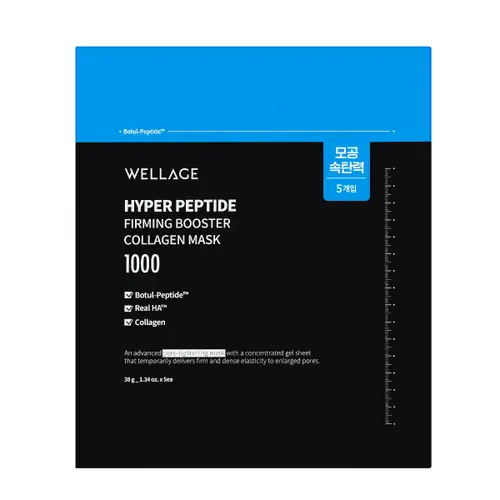 Botul-Peptide™
모공
속탄력
5개입
WELLAGE
HYPER PEPTIDE
FIRMING BOOSTER
COLLAGEN MASK
1000
Botul-Peptide™
Real HA™
Collagen
An advanced pore-tightening mask with a concentrated gel sheet
that temporarily delivers firm and dense elasticity to enlarged pores.
38 g _ 1.34 oz. x 5ea